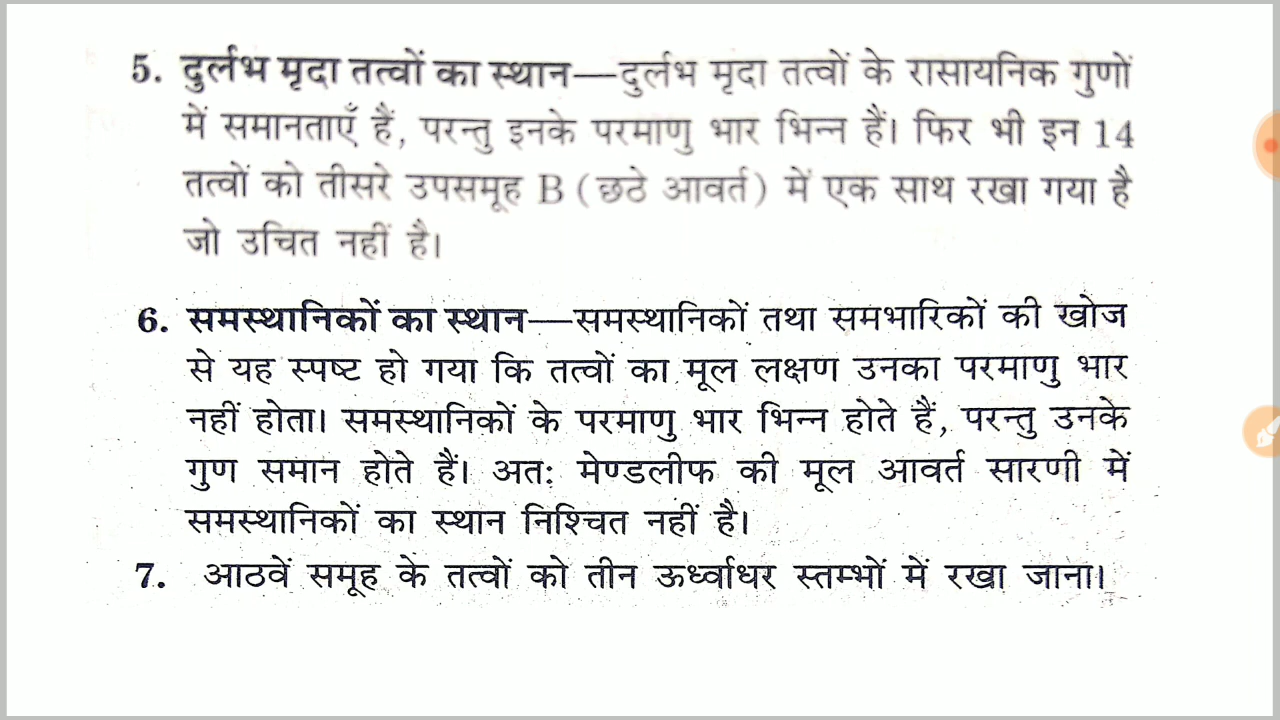 5. दुर्लभ मृदा तत्वों का स्थान—दुर्लभ मृदा तत्वों के रासायनिक गुणों
में समानताएँ हैं, परन्तु इनके परमाणु भार भिन्न हैं। फिर भी इन 14
तत्वों को तीसरे उपसमूह B (छठे आवर्त) में एक साथ रखा गया है
जो उचित नहीं है।
6. समस्थानिकों का स्थान—समस्थानिकों तथा समभारिकों की खोज
से यह स्पष्ट हो गया कि तत्वों का मूल लक्षण उनका परमाणु भार
नहीं होता। समस्थानिकों के परमाणु भार भिन्न होते हैं, परन्तु उनके
गुण समान होते हैं। अतः मेण्डलीफ की मूल आवर्त सारणी में
समस्थानिकों का स्थान निश्चित नहीं है।
7. आठवें समूह के तत्वों को तीन ऊर्ध्वाधर स्तम्भों में रखा जाना।